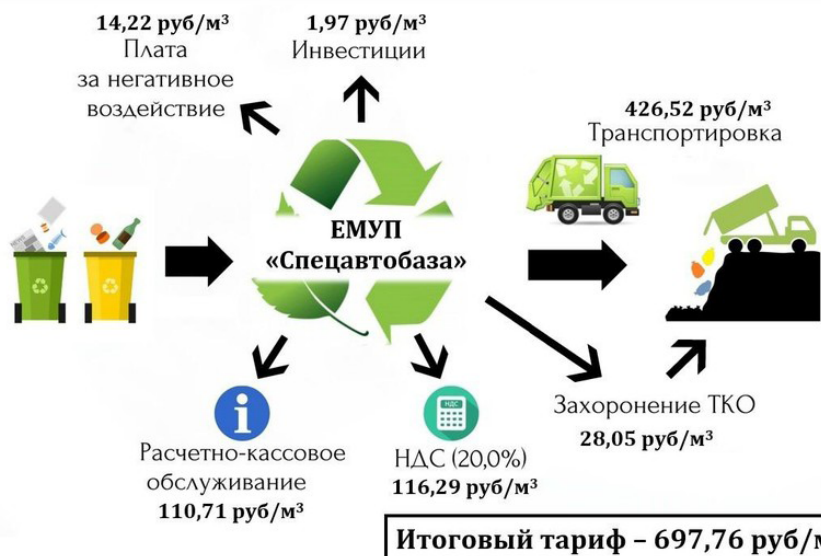 14,22 руб/м³
Плата
за негативное
воздействие
1,97 руб/м³
Инвестиции
426,52 руб/м³
Транспортировка
ЕМУП
«Спецавтобаза»
Расчетно-кассовое
обслуживание
110,71 руб/м³
НДС
НДС (20,0%)
116,29 руб/м³
Захоронение ТКО
28,05 руб/м³
Итоговый тариф – 697,76 руб/м